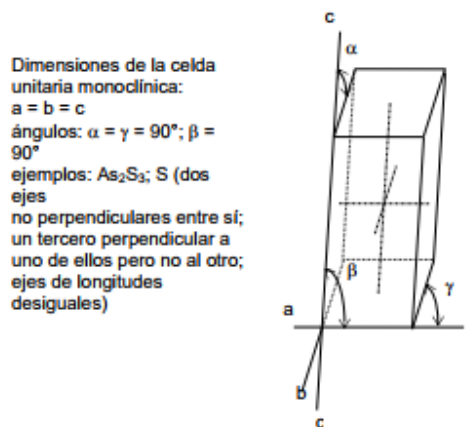 Dimensiones de la celda
unitaria monoclínica:
a = b = c
ángulos: α = γ = 90°; β =
90°
ejemplos: As₂S₃; S (dos
ejes
no perpendiculares entre sí;
un tercero perpendicular a
uno de ellos pero no al otro;
ejes de longitudes
desiguales)
c
α
β
γ
a
b
c